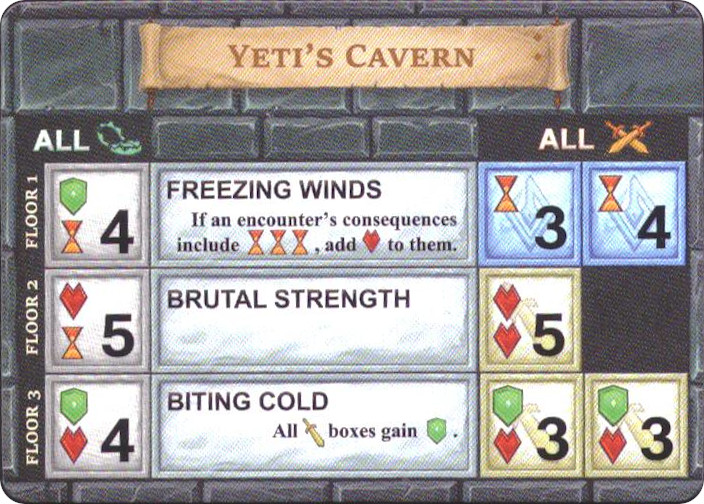 YETI'S CAVERN
ALL
ALL
FLOOR 1
4
FREEZING WINDS
If an encounter's consequences
include , add to them.
3
4
FLOOR 2
5
BRUTAL STRENGTH
5
FLOOR 3
4
BITING COLD
All boxes gain .
3
3